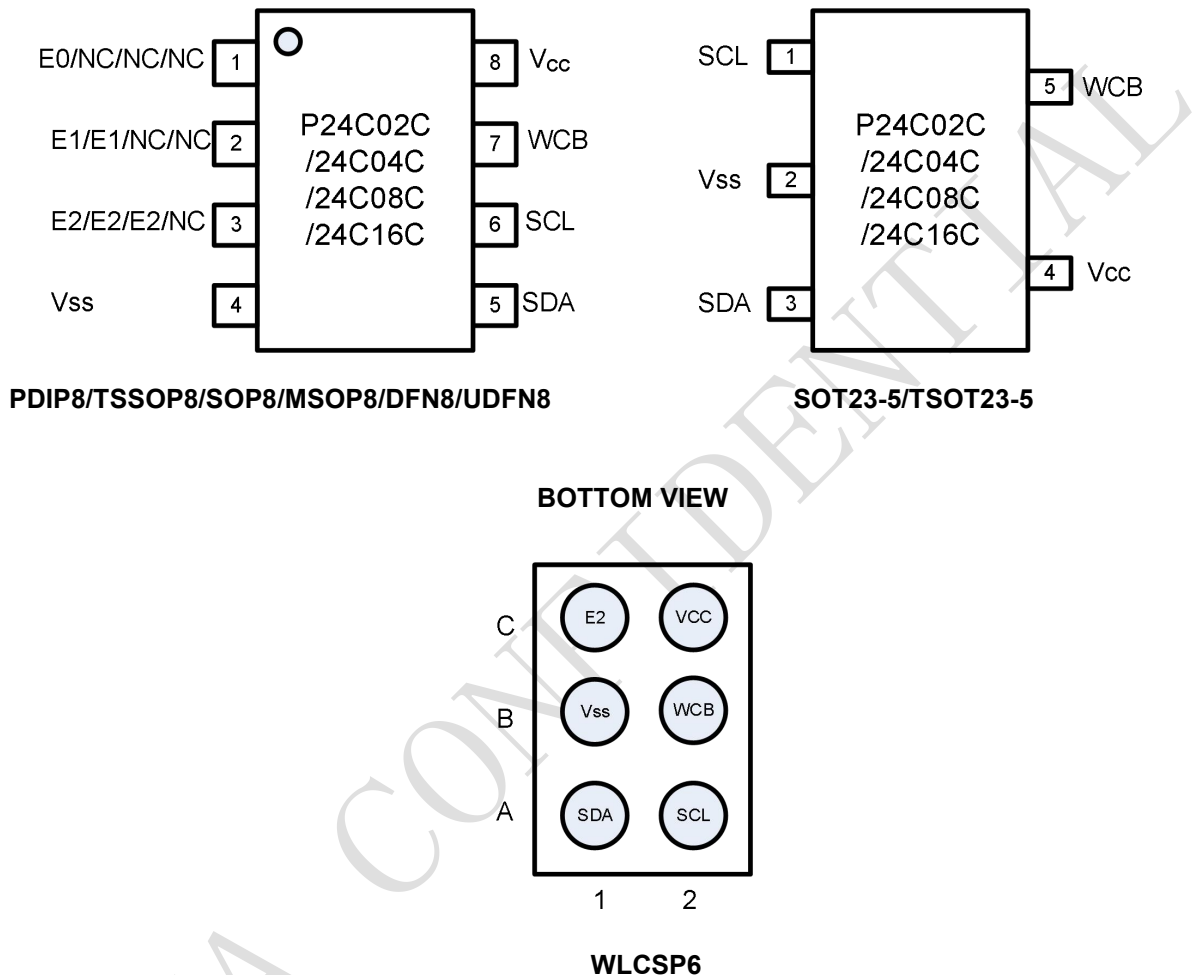 E0/NC/NC/NC 1
E1/E1/NC/NC 2
E2/E2/E2/NC 3
Vss 4
P24C02C
/24C04C
/24C08C
/24C16C
8 Vcc
7 WCB
6 SCL
5 SDA
PDIP8/TSSOP8/SOP8/MSOP8/DFN8/UDFN8
SCL 1
Vss 2
SDA 3
P24C02C
/24C04C
/24C08C
/24C16C
5 WCB
4 Vcc
SOT23-5/TSOT23-5
BOTTOM VIEW
C E2 VCC
B Vss WCB
A SDA SCL
1 2
WLCSP6
CONFIDENTIAL